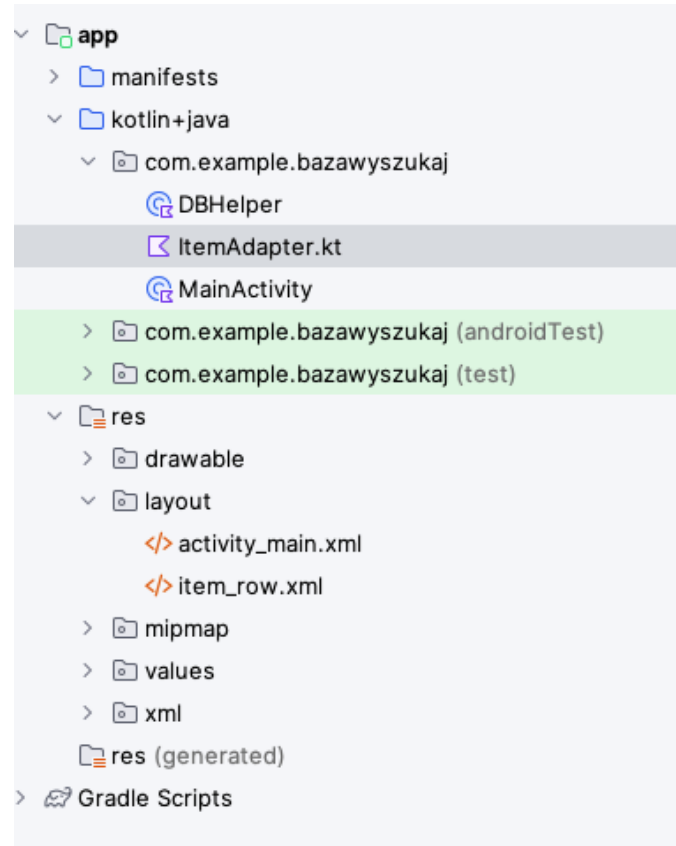 app
manifests
kotlin+java
com.example.bazawyszukaj
DBHelper
ItemAdapter.kt
MainActivity
com.example.bazawyszukaj (androidTest)
com.example.bazawyszukaj (test)
res
drawable
layout
activity_main.xml
item_row.xml
mipmap
values
xml
res (generated)
Gradle Scripts